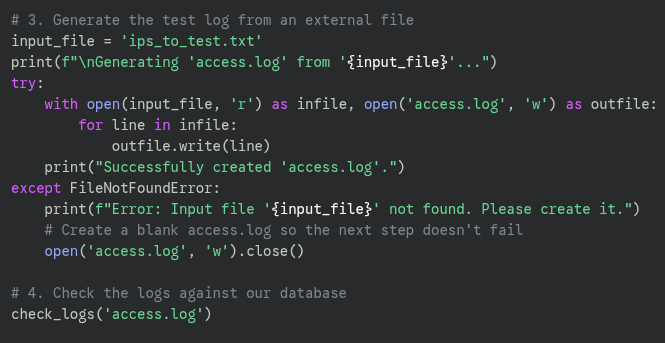 # 3. Generate the test log from an external file
input_file = 'ips_to_test.txt'
print(f"\nGenerating 'access.log' from '{input_file}'...")
try:
    with open(input_file, 'r') as infile, open('access.log', 'w') as outfile:
        for line in infile:
            outfile.write(line)
    print("Successfully created 'access.log'.")
except FileNotFoundError:
    print(f"Error: Input file '{input_file}' not found. Please create it.")
    # Create a blank access.log so the next step doesn't fail
    open('access.log', 'w').close()

# 4. Check the logs against our database
check_logs('access.log')